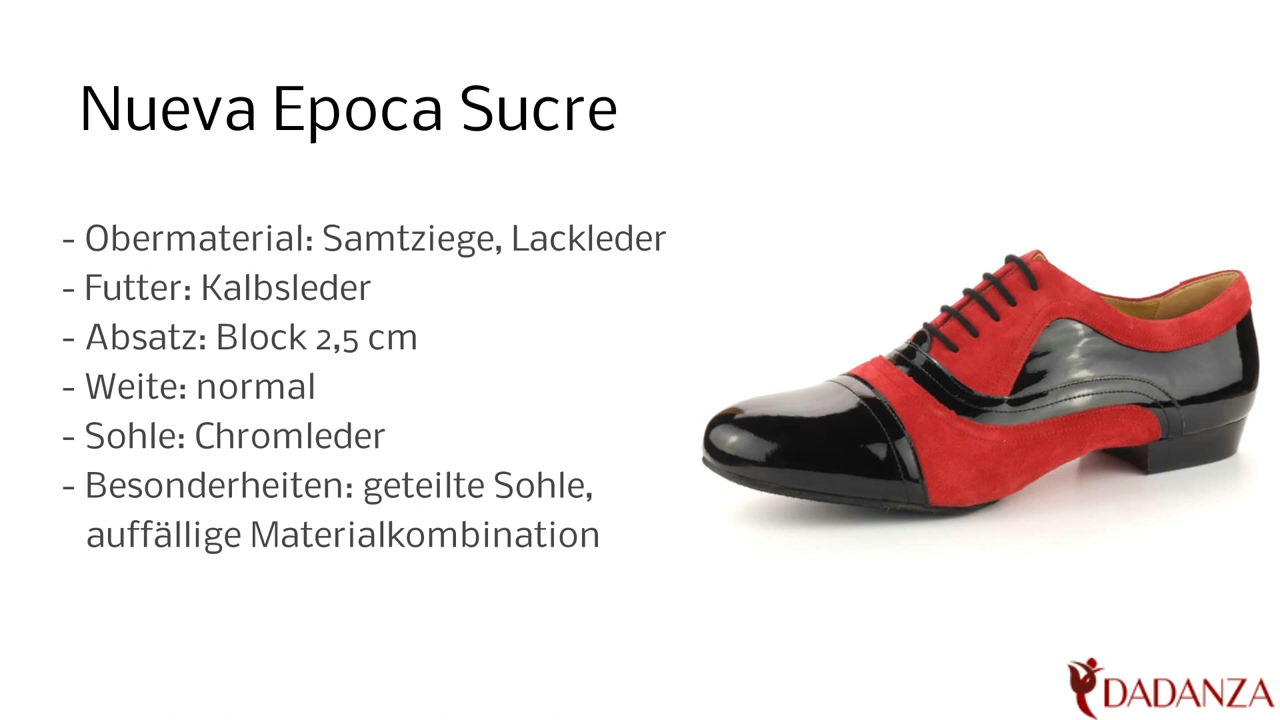 Nueva Epoca Sucre
- Obermaterial: Samtziege, Lackleder
- Futter: Kalbsleder
- Absatz: Block 2,5 cm
- Weite: normal
- Sohle: Chromleder
- Besonderheiten: geteilte Sohle,
auffällige Materialkombination
DADANZA